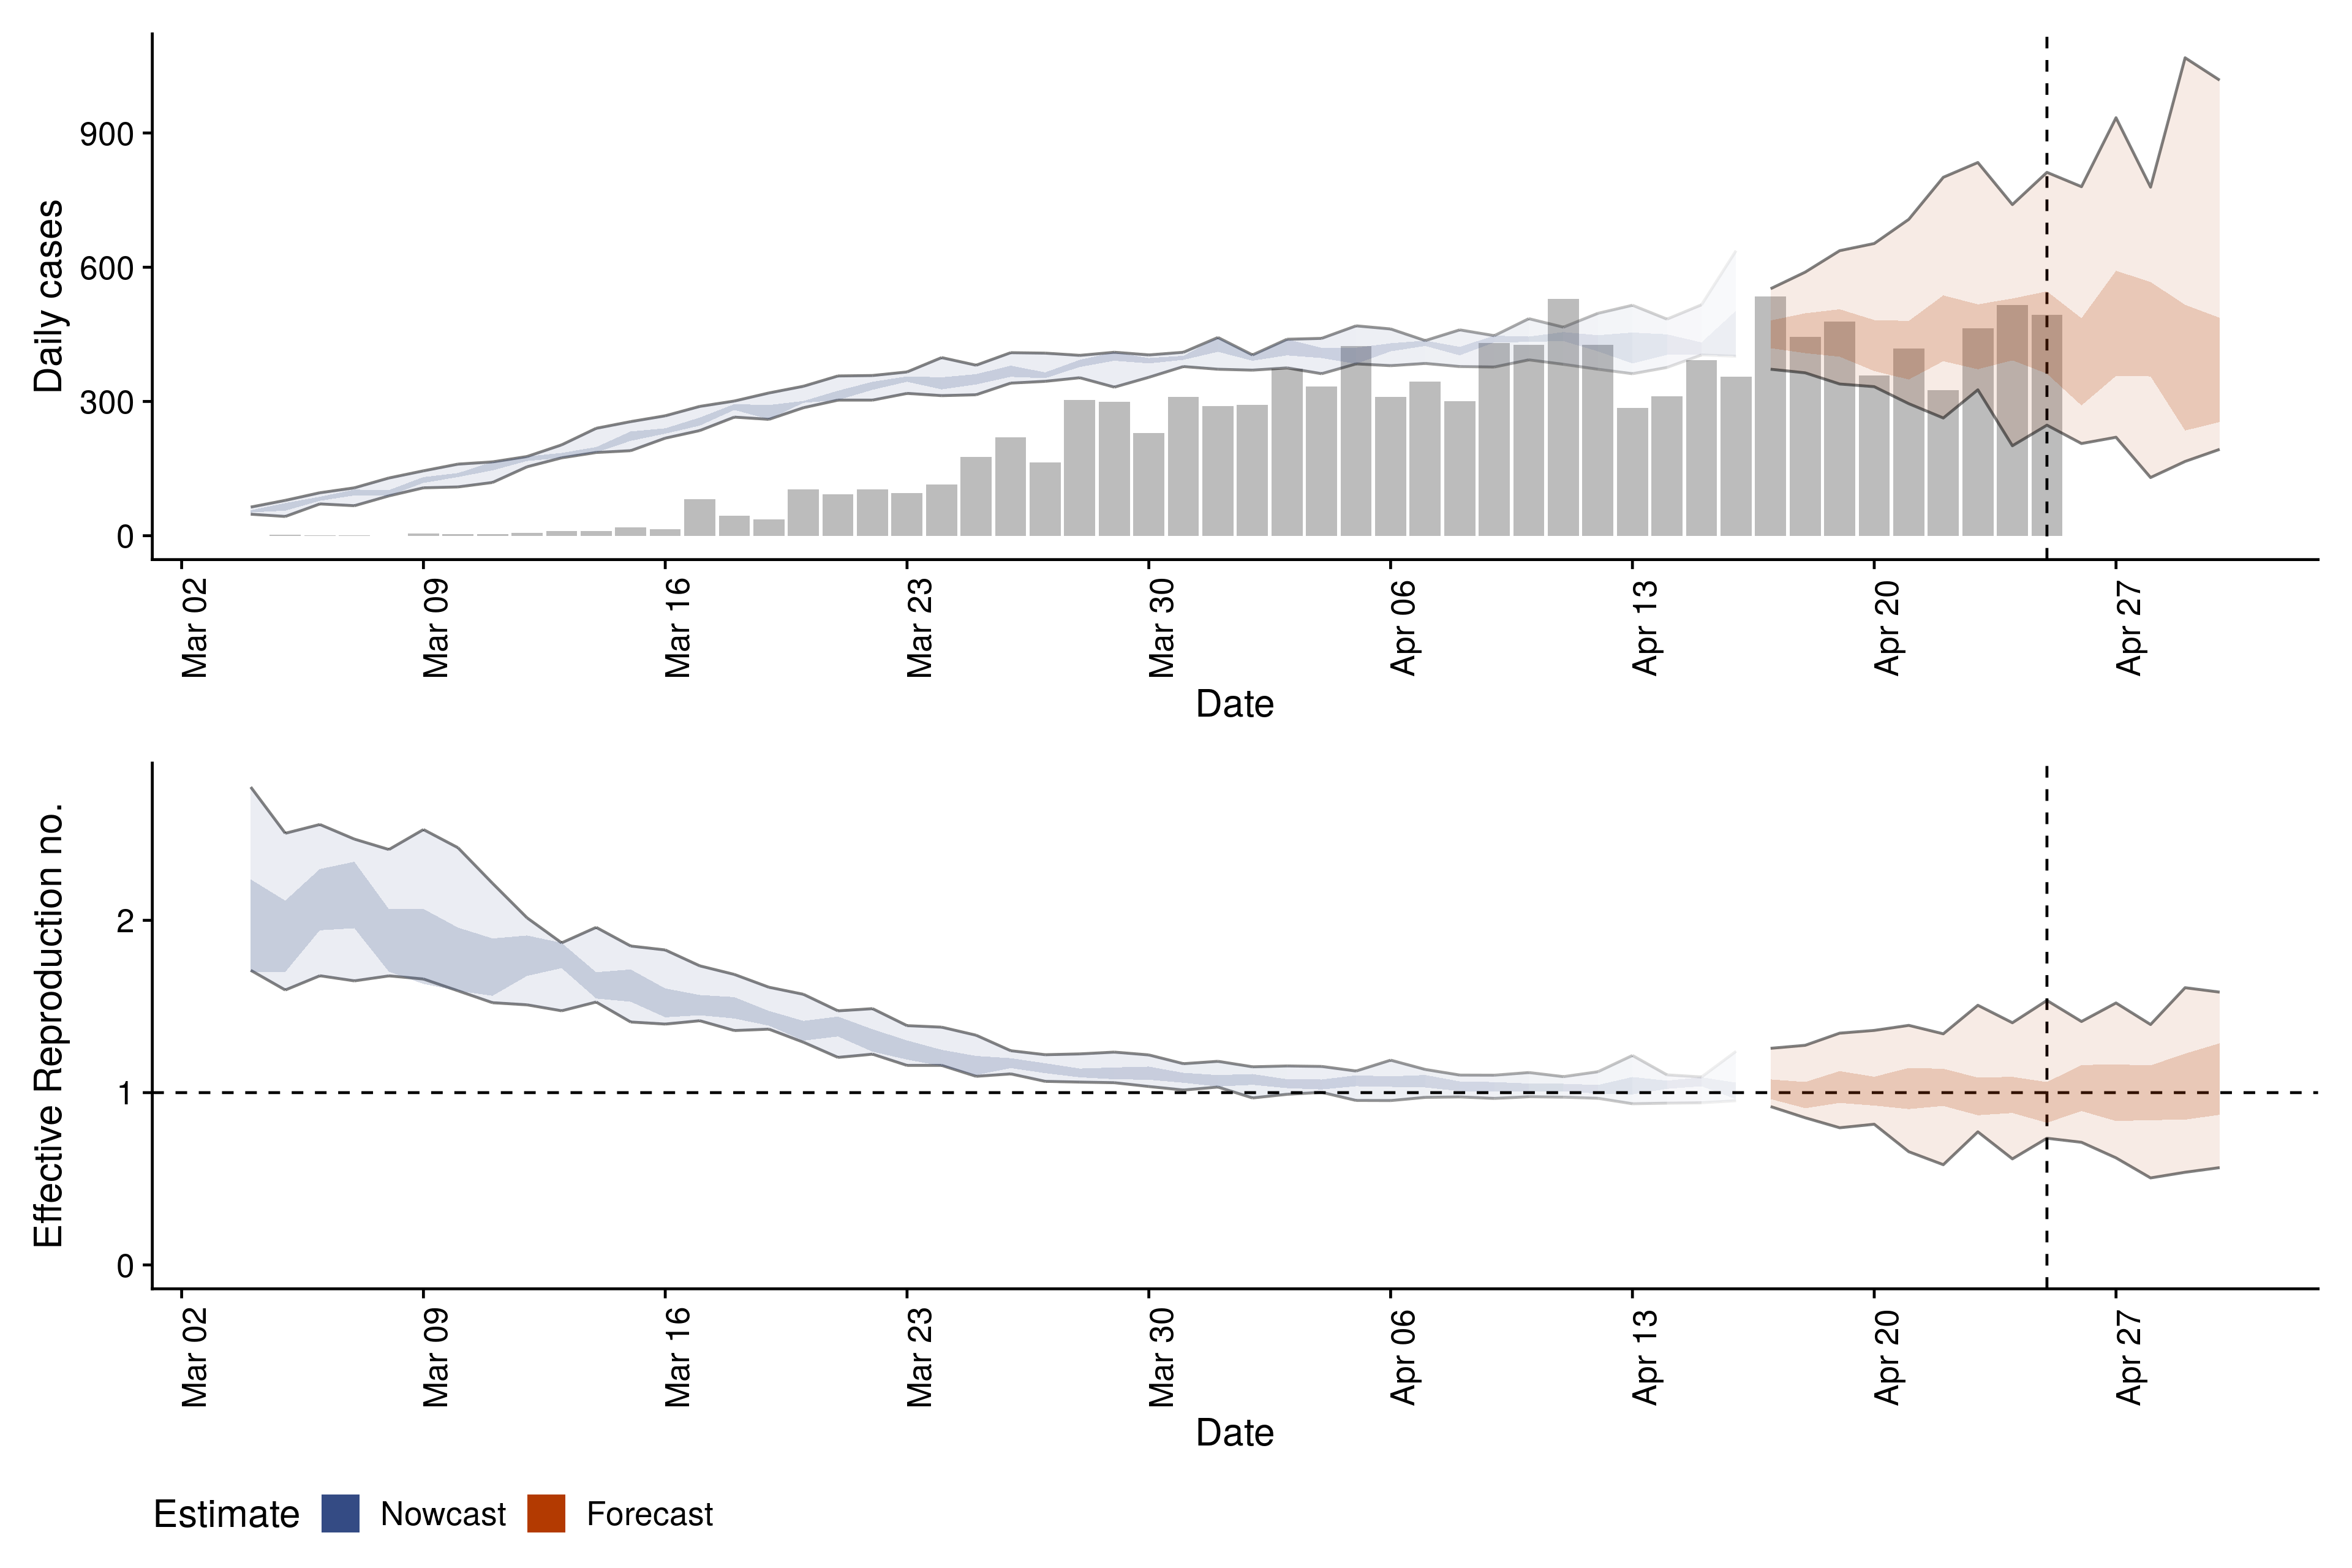 Daily cases
900
600
300
0
Mar 02
Mar 09
Mar 16
Mar 23
Mar 30
Apr 06
Apr 13
Apr 20
Apr 27
Date
Effective Reproduction no.
2
1
0
Mar 02
Mar 09
Mar 16
Mar 23
Mar 30
Apr 06
Apr 13
Apr 20
Apr 27
Date
Estimate Nowcast Forecast